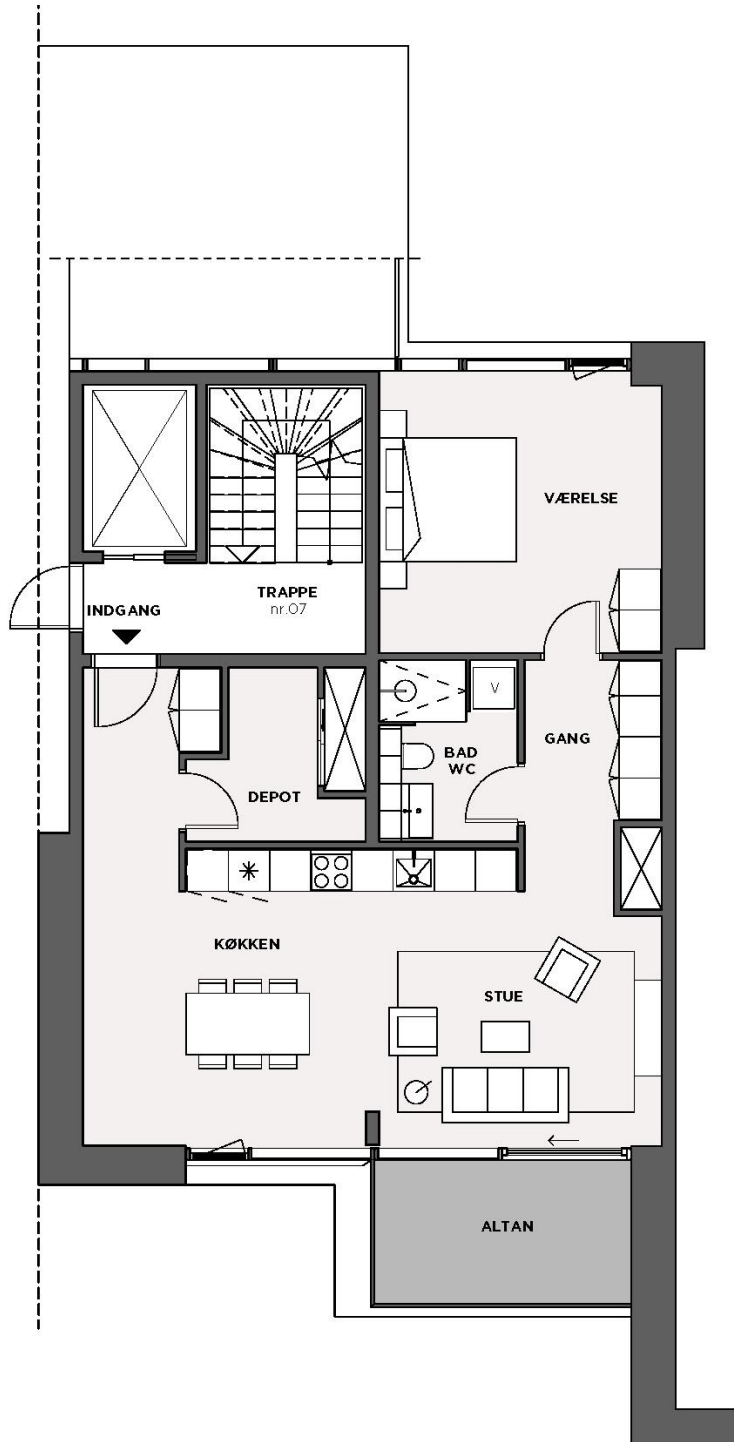 VÆRELSE
TRAPPE
nr.07
INDGANG
V
GANG
BAD
WC
DEPOT
KØKKEN
STUE
ALTAN